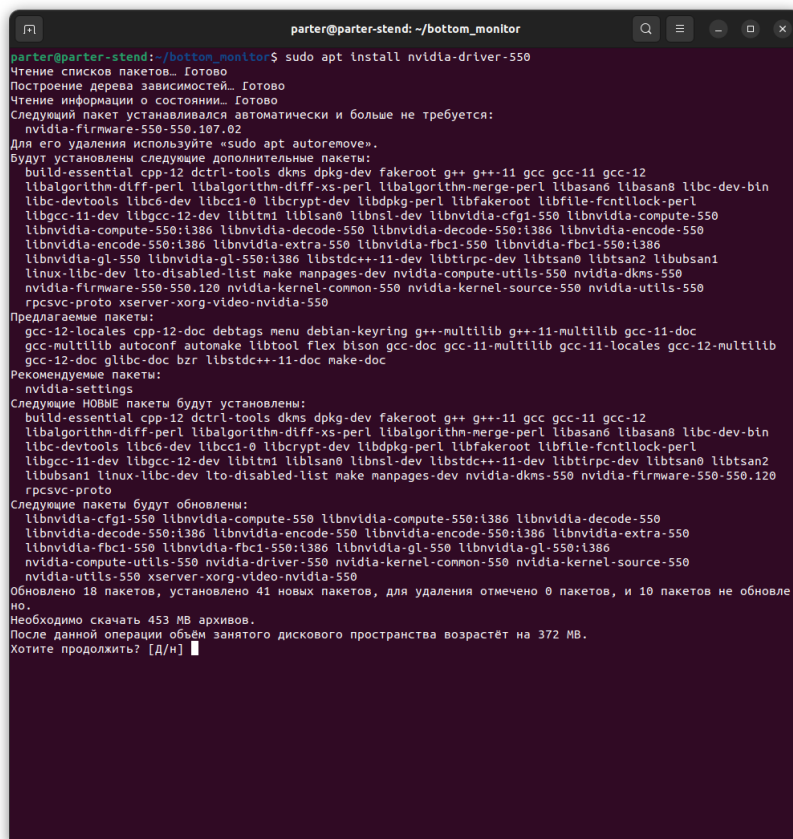 parter@parter-stend: ~/bottom_monitor
parter@parter-stend:~/bottom_monitor$ sudo apt install nvidia-driver-550
Чтение списков пакетов… Готово
Построение дерева зависимостей… Готово
Чтение информации о состоянии… Готово
Следующий пакет устанавливался автоматически и больше не требуется:
  nvidia-firmware-550-550.107.02
Для его удаления используйте «sudo apt autoremove».
Будут установлены следующие дополнительные пакеты:
  build-essential cpp-12 dctrl-tools dkms dpkg-dev fakeroot g++ g++-11 gcc gcc-11 gcc-12
  libalgorithm-diff-perl libalgorithm-diff-xs-perl libalgorithm-merge-perl libasan6 libasan8 libc-dev-bin
  libc-devtools libc6-dev libcc1-0 libcrypt-dev libdpkg-perl libfakeroot libfile-fcntllock-perl
  libgcc-11-dev libgcc-12-dev libitm1 liblsan0 libnsl-dev libnvidia-cfg1-550 libnvidia-compute-550
  libnvidia-compute-550:i386 libnvidia-decode-550 libnvidia-decode-550:i386 libnvidia-encode-550
  libnvidia-encode-550:i386 libnvidia-extra-550 libnvidia-fbc1-550 libnvidia-fbc1-550:i386
  libnvidia-gl-550 libnvidia-gl-550:i386 libstdc++-11-dev libtirpc-dev libtsan0 libtsan2 libubsan1
  linux-libc-dev lto-disabled-list make manpages-dev nvidia-compute-utils-550 nvidia-dkms-550
  nvidia-firmware-550-550.120 nvidia-kernel-common-550 nvidia-kernel-source-550 nvidia-utils-550
  rpcsvc-proto xserver-xorg-video-nvidia-550
Предлагаемые пакеты:
  gcc-12-locales cpp-12-doc debtags menu debian-keyring g++-multilib g++-11-multilib gcc-11-doc
  gcc-multilib autoconf automake libtool flex bison gcc-doc gcc-11-multilib gcc-11-locales gcc-12-multilib
  gcc-12-doc glibc-doc bzr libstdc++-11-doc make-doc
Рекомендуемые пакеты:
  nvidia-settings
Следующие НОВЫЕ пакеты будут установлены:
  build-essential cpp-12 dctrl-tools dkms dpkg-dev fakeroot g++ g++-11 gcc gcc-11 gcc-12
  libalgorithm-diff-perl libalgorithm-diff-xs-perl libalgorithm-merge-perl libasan6 libasan8 libc-dev-bin
  libc-devtools libc6-dev libcc1-0 libcrypt-dev libdpkg-perl libfakeroot libfile-fcntllock-perl
  libgcc-11-dev libgcc-12-dev libitm1 liblsan0 libnsl-dev libstdc++-11-dev libtirpc-dev libtsan0 libtsan2
  libubsan1 linux-libc-dev lto-disabled-list make manpages-dev nvidia-dkms-550 nvidia-firmware-550-550.120
  rpcsvc-proto
Следующие пакеты будут обновлены:
  libnvidia-cfg1-550 libnvidia-compute-550 libnvidia-compute-550:i386 libnvidia-decode-550
  libnvidia-decode-550:i386 libnvidia-encode-550 libnvidia-encode-550:i386 libnvidia-extra-550
  libnvidia-fbc1-550 libnvidia-fbc1-550:i386 libnvidia-gl-550 libnvidia-gl-550:i386
  nvidia-compute-utils-550 nvidia-driver-550 nvidia-kernel-common-550 nvidia-kernel-source-550
  nvidia-utils-550 xserver-xorg-video-nvidia-550
Обновлено 18 пакетов, установлено 41 новых пакетов, для удаления отмечено 0 пакетов, и 10 пакетов не обновле
но.
Необходимо скачать 453 MB архивов.
После данной операции объём занятого дискового пространства возрастёт на 372 MB.
Хотите продолжить? [Д/н]